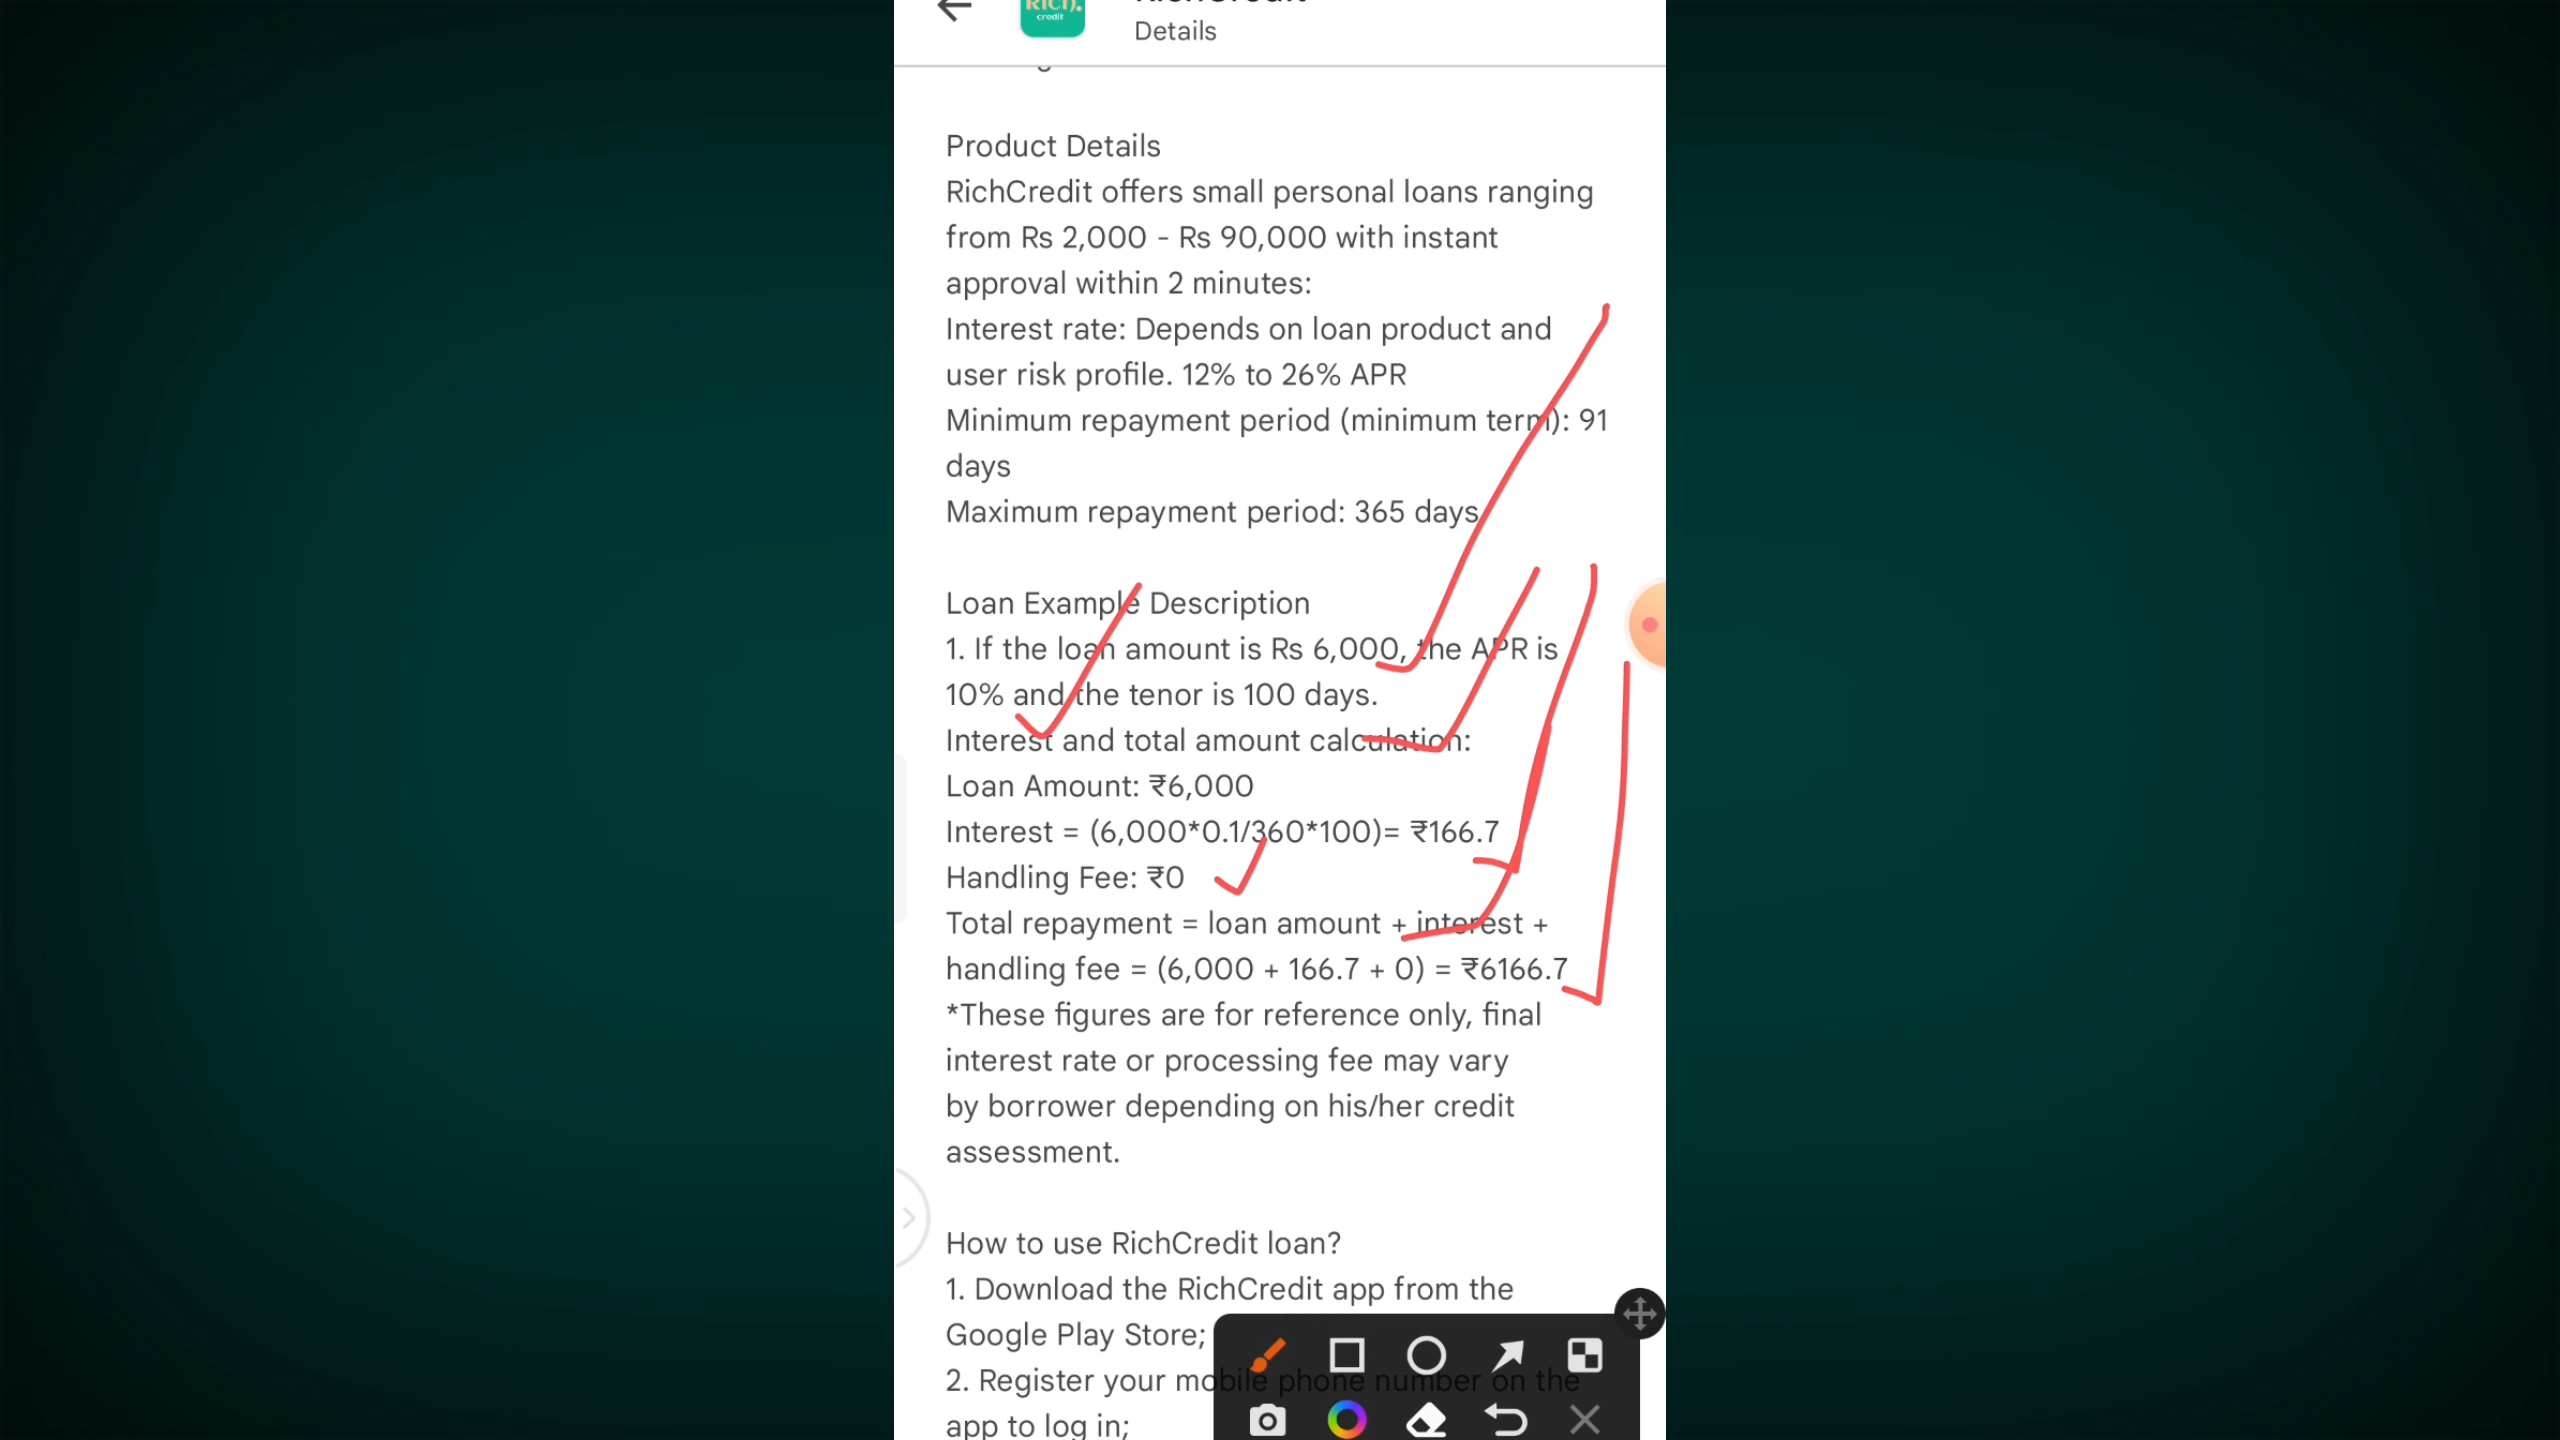 credit
Details
Product Details
RichCredit offers small personal loans ranging
from Rs 2,000 - Rs 90,000 with instant
approval within 2 minutes:
Interest rate: Depends on loan product and
user risk profile. 12% to 26% APR
Minimum repayment period (minimum term): 91
days
Maximum repayment period: 365 days
Loan Example Description
1. If the loan amount is Rs 6,000, the APR is
10% and the tenor is 100 days.
Interest and total amount calculation:
Loan Amount: ₹6,000
Interest = (6,000*0.1/360*100)= ₹166.7
Handling Fee: ₹0
Total repayment = loan amount + interest +
handling fee = (6,000 + 166.7 + 0) = ₹6166.7
*These figures are for reference only, final
interest rate or processing fee may vary
by borrower depending on his/her credit
assessment.
How to use RichCredit loan?
1. Download the RichCredit app from the
Google Play Store;
2. Register your mobile phone number on the
app to log in;